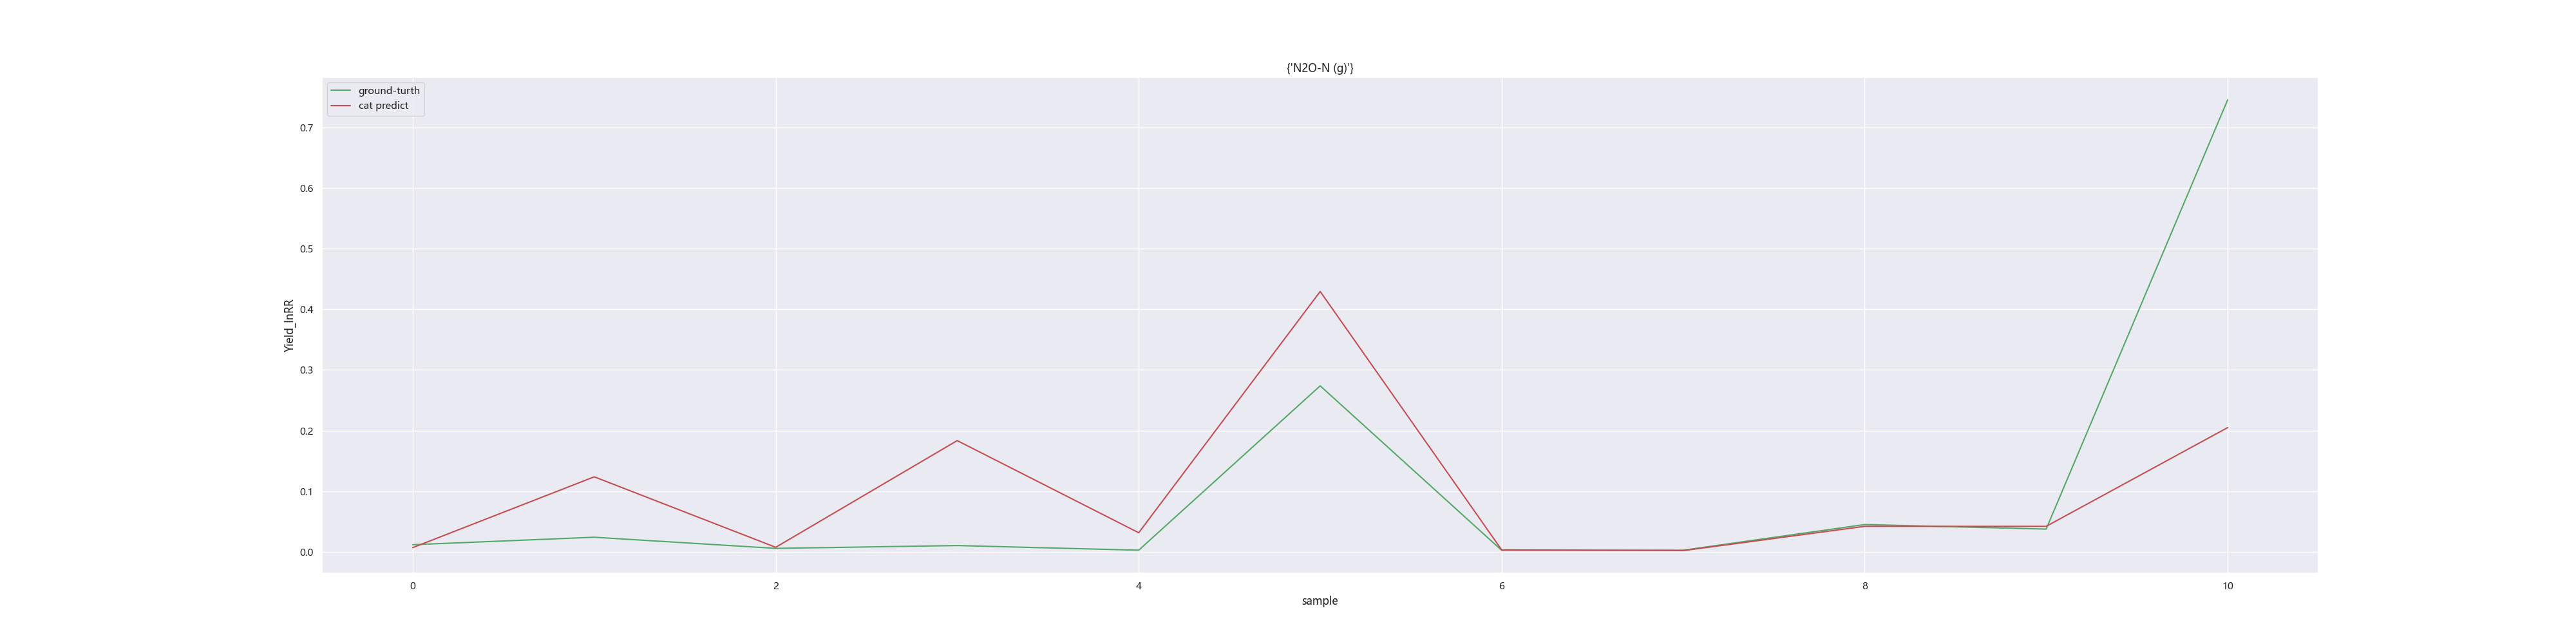 {'N2O-N (g)'}
ground-turth
cat predict
Yield_lnRR
0.7
0.6
0.5
0.4
0.3
0.2
0.1
0.0
0 2 4 6 8 10
sample